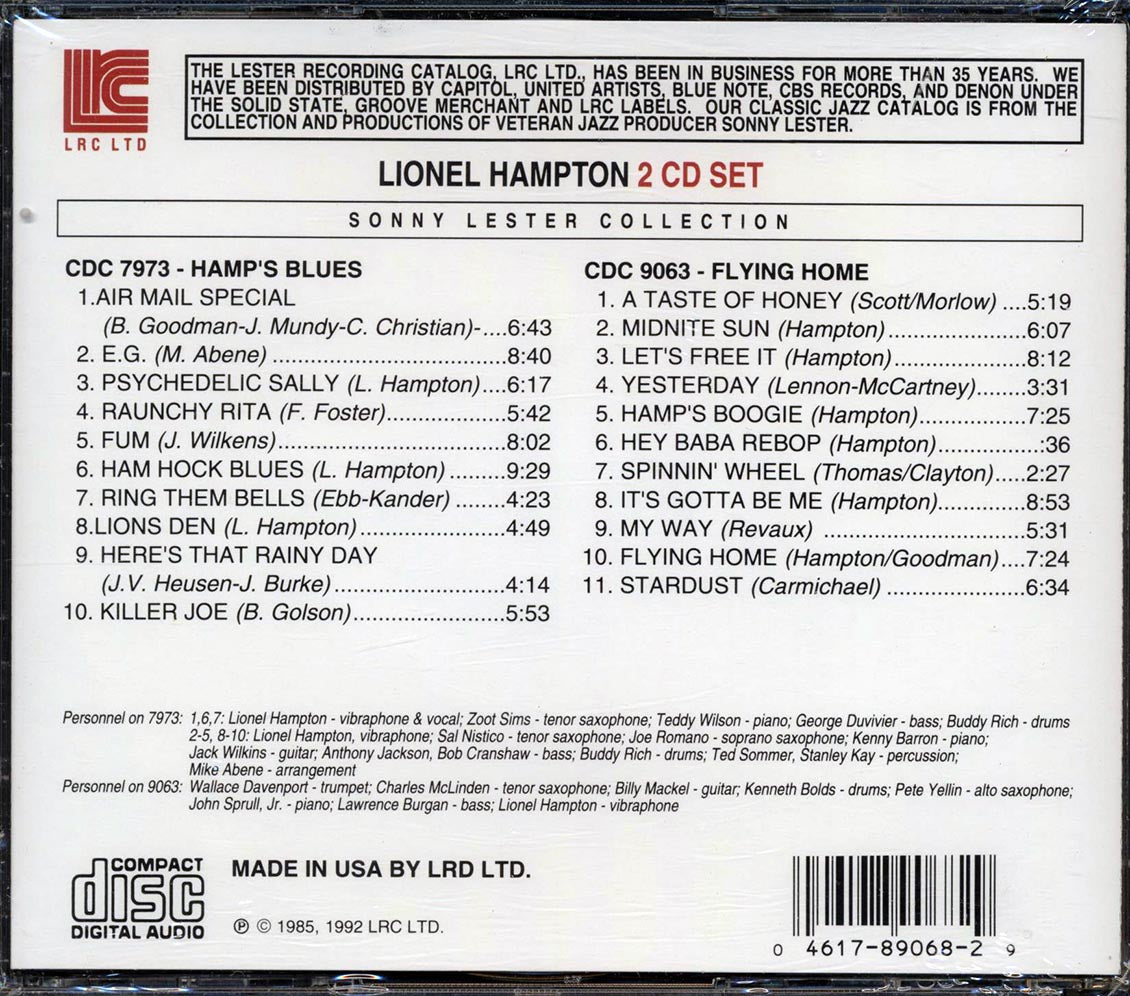 LRC LTD
THE LESTER RECORDING CATALOG, LRC LTD., HAS BEEN IN BUSINESS FOR MORE THAN 35 YEARS. WE
HAVE BEEN DISTRIBUTED BY CAPITOL, UNITED ARTISTS, BLUE NOTE, CBS RECORDS, AND DENON UNDER
THE SOLID STATE, GROOVE MERCHANT AND LRC LABELS. OUR CLASSIC JAZZ CATALOG IS FROM THE
COLLECTION AND PRODUCTIONS OF VETERAN JAZZ PRODUCER SONNY LESTER.
LIONEL HAMPTON 2 CD SET
SONNY LESTER COLLECTION
CDC 7973 - HAMP'S BLUES
1.AIR MAIL SPECIAL
(B. Goodman-J. Mundy-C. Christian)-....6:43
2. E.G. (M. Abene) ..................................8:40
3. PSYCHEDELIC SALLY (L. Hampton)....6:17
4. RAUNCHY RITA (F. Foster).................5:42
5. FUM (J. Wilkens)..................................8:02
6. HAM HOCK BLUES (L. Hampton) ........9:29
7. RING THEM BELLS (Ebb-Kander) .......4:23
8.LIONS DEN (L. Hampton) .....................4:49
9. HERE'S THAT RAINY DAY
(J.V. Heusen-J. Burke).........................4:14
10. KILLER JOE (B. Golson)......................5:53
CDC 9063 - FLYING HOME
1. A TASTE OF HONEY (Scott/Morlow) ....5:19
2. MIDNITE SUN (Hampton) ....................6:07
3. LET'S FREE IT (Hampton) ...................8:12
4. YESTERDAY (Lennon-McCartney).......3:31
5. HAMP'S BOOGIE (Hampton)................7:25
6. HEY BABA REBOP (Hampton)...............:36
7. SPINNIN' WHEEL (Thomas/Clayton).....2:27
8. IT'S GOTTA BE ME (Hampton).............8:53
9. MY WAY (Revaux) ..................................5:31
10. FLYING HOME (Hampton/Goodman)....7:24
11. STARDUST (Carmichael) ....................6:34
Personnel on 7973: 1,6,7: Lionel Hampton - vibraphone & vocal; Zoot Sims - tenor saxophone; Teddy Wilson - piano; George Duvivier - bass; Buddy Rich - drums
2-5, 8-10: Lionel Hampton, vibraphone; Sal Nistico - tenor saxophone; Joe Romano - soprano saxophone; Kenny Barron - piano;
Jack Wilkins - guitar; Anthony Jackson, Bob Cranshaw - bass; Buddy Rich - drums; Ted Sommer, Stanley Kay - percussion;
Mike Abene - arrangement
Personnel on 9063: Wallace Davenport - trumpet; Charles McLinden - tenor saxophone; Billy Mackel - guitar; Kenneth Bolds - drums; Pete Yellin - alto saxophone;
John Sprull, Jr. - piano; Lawrence Burgan - bass; Lionel Hampton - vibraphone
COMPACT
disc
DIGITAL AUDIO
MADE IN USA BY LRD LTD.
℗ © 1985, 1992 LRC LTD.
0 4617-89068-2 9